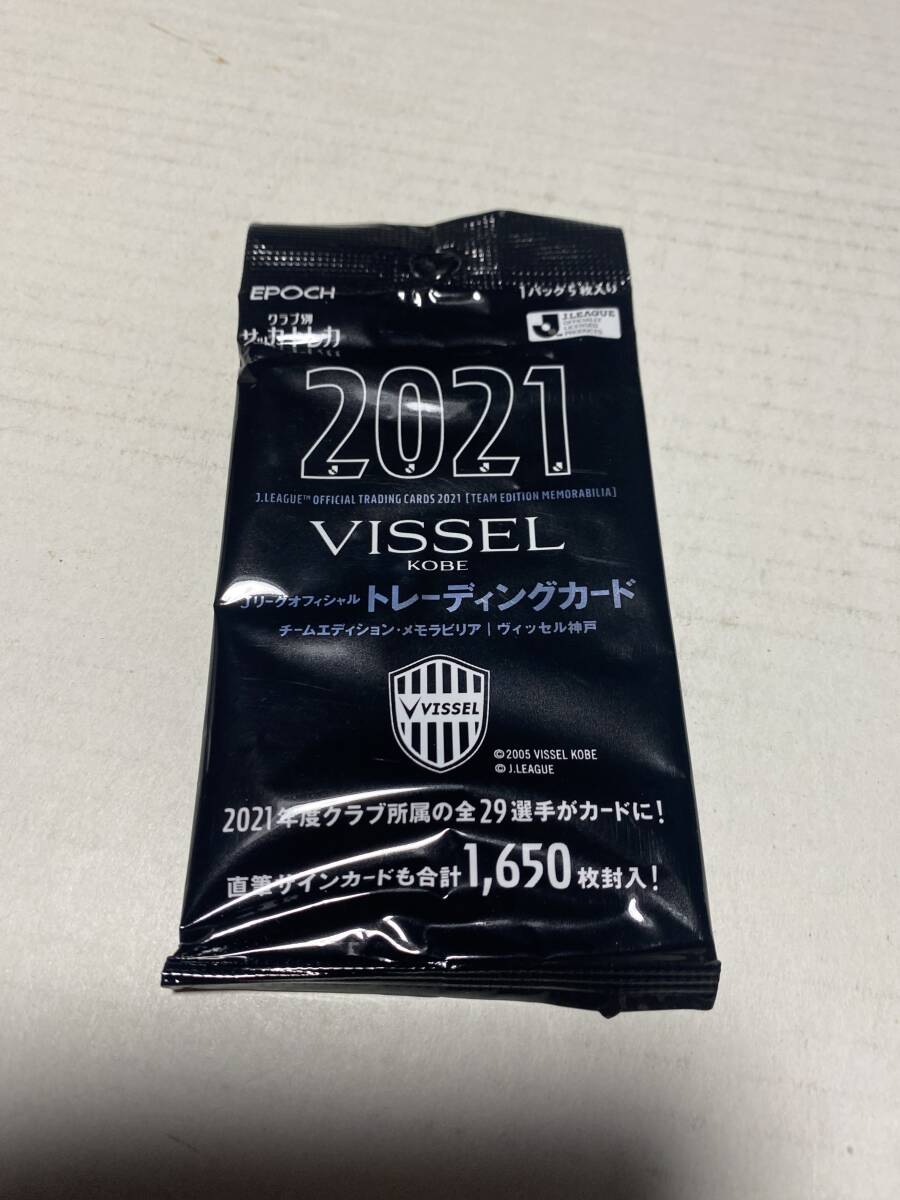 EPOCH
1パック5枚入り
クラブ別
サッカートレカ
J.LEAGUE
OFFICIALLY
LICENSED
PRODUCTS
2021
J.LEAGUE™ OFFICIAL TRADING CARDS 2021 [TEAM EDITION MEMORABILIA]
VISSEL
KOBE
Jリーグオフィシャル トレーディングカード
チームエディション・メモラビリア | ヴィッセル神戸
VISSEL
©2005 VISSEL KOBE
©J.LEAGUE
2021年度クラブ所属の全29選手がカードに!
直筆サインカードも合計1,650枚封入!